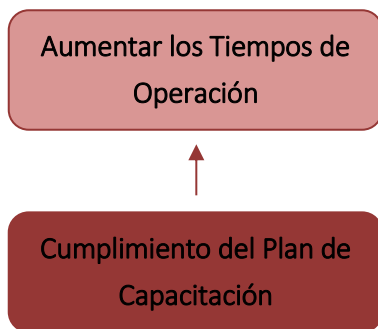 Aumentar los Tiempos de
Operación
Cumplimiento del Plan de
Capacitación